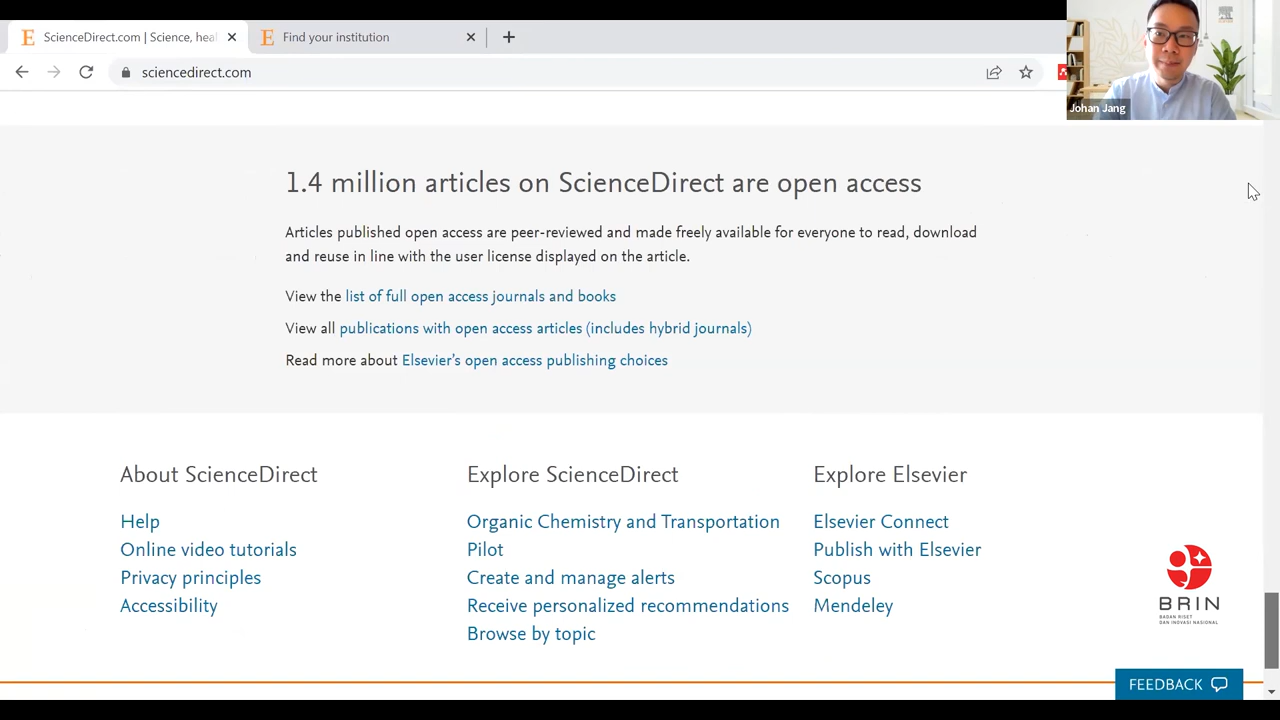 ScienceDirect.com | Science, heal
Find your institution
sciencedirect.com
Johan Jang
1.4 million articles on ScienceDirect are open access
Articles published open access are peer-reviewed and made freely available for everyone to read, download
and reuse in line with the user license displayed on the article.
View the list of full open access journals and books
View all publications with open access articles (includes hybrid journals)
Read more about Elsevier's open access publishing choices
About ScienceDirect
Help
Online video tutorials
Privacy principles
Accessibility
Explore ScienceDirect
Organic Chemistry and Transportation
Pilot
Create and manage alerts
Receive personalized recommendations
Browse by topic
Explore Elsevier
Elsevier Connect
Publish with Elsevier
Scopus
Mendeley
BRIN
BADAN RISET
DAN INOVASI NASIONAL
FEEDBACK